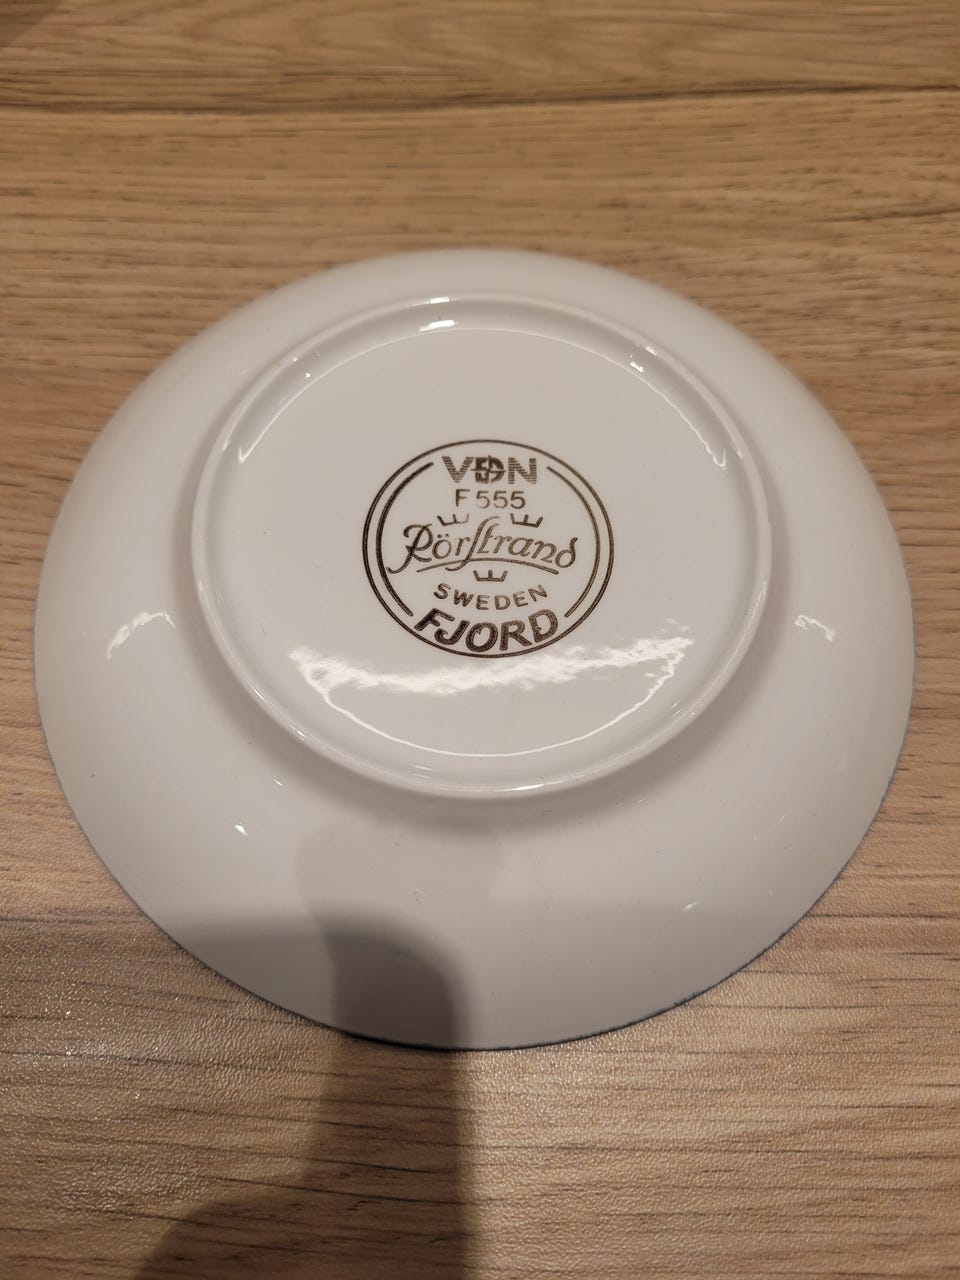 VDN
F 555
Rörstrand
SWEDEN
FJORD